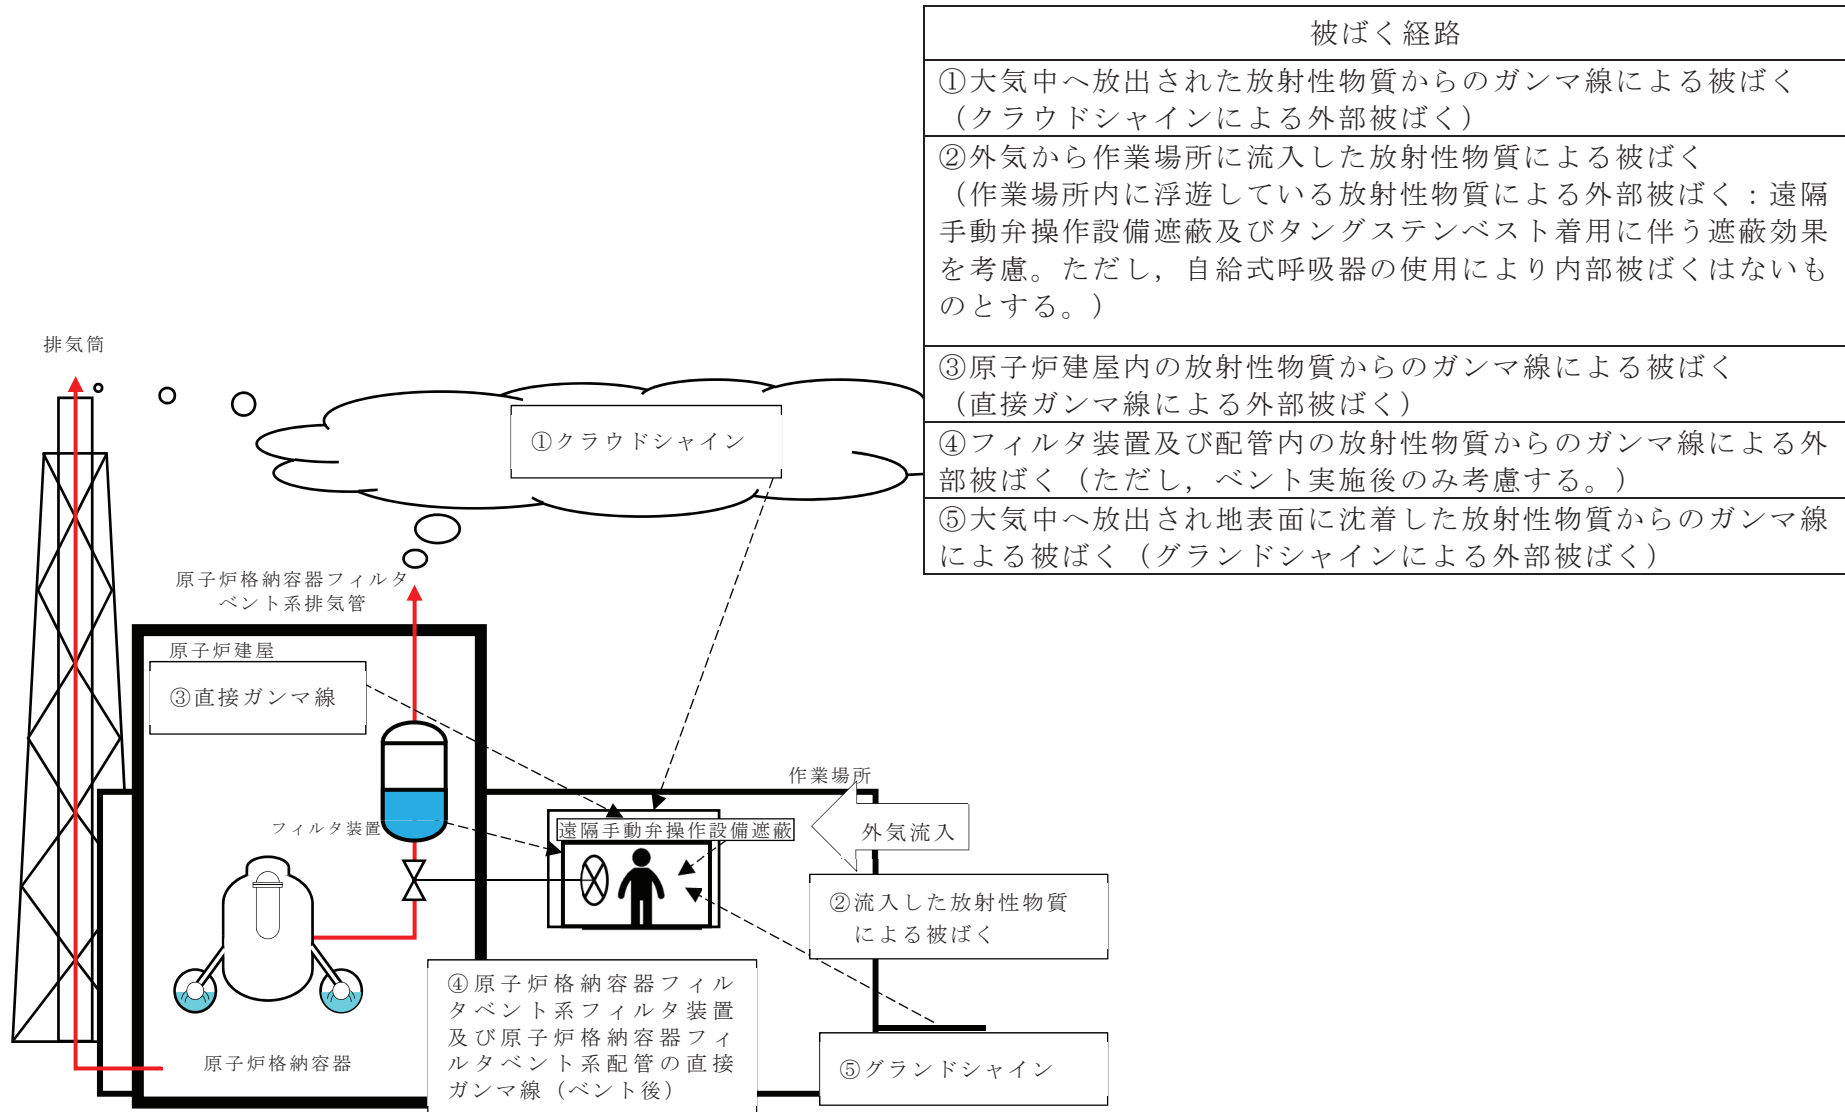 被ばく経路
①大気中へ放出された放射性物質からのガンマ線による被ばく
（クラウドシャインによる外部被ばく）
②外気から作業場所に流入した放射性物質による被ばく
（作業場所内に浮遊している放射性物質による外部被ばく：遠隔
手動弁操作設備遮蔽及びタングステンベスト着用に伴う遮蔽効果
を考慮。ただし，自給式呼吸器の使用により内部被ばくはないも
のとする。）
③原子炉建屋内の放射性物質からのガンマ線による被ばく
（直接ガンマ線による外部被ばく）
④フィルタ装置及び配管内の放射性物質からのガンマ線による外
部被ばく（ただし，ベント実施後のみ考慮する。）
⑤大気中へ放出され地表面に沈着した放射性物質からのガンマ線
による被ばく（グランドシャインによる外部被ばく）
排気筒
①クラウドシャイン
原子炉格納容器フィルタ
ベント系排気管
原子炉建屋
③直接ガンマ線
作業場所
フィルタ装置
遠隔手動弁操作設備遮蔽
外気流入
②流入した放射性物質
による被ばく
④原子炉格納容器フィル
タベント系フィルタ装置
及び原子炉格納容器フィ
ルタベント系配管の直接
ガンマ線（ベント後）
原子炉格納容器
⑤グランドシャイン